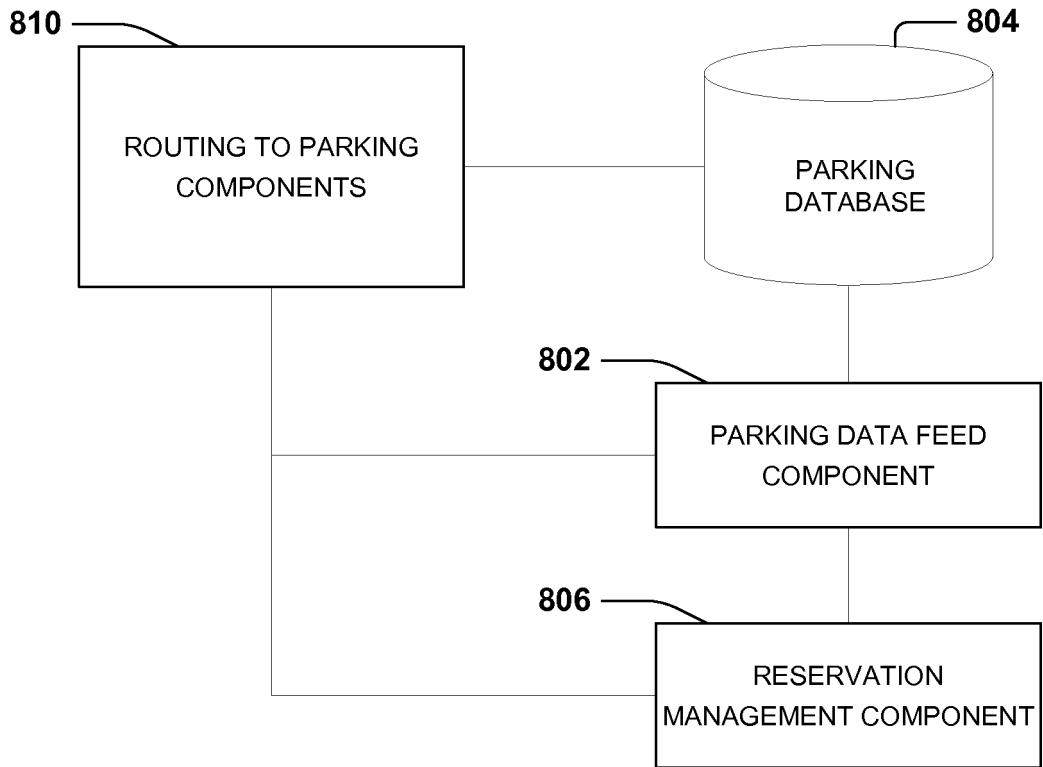 810
804
ROUTING TO PARKING
COMPONENTS
PARKING
DATABASE
802
PARKING DATA FEED
COMPONENT
806
RESERVATION
MANAGEMENT COMPONENT